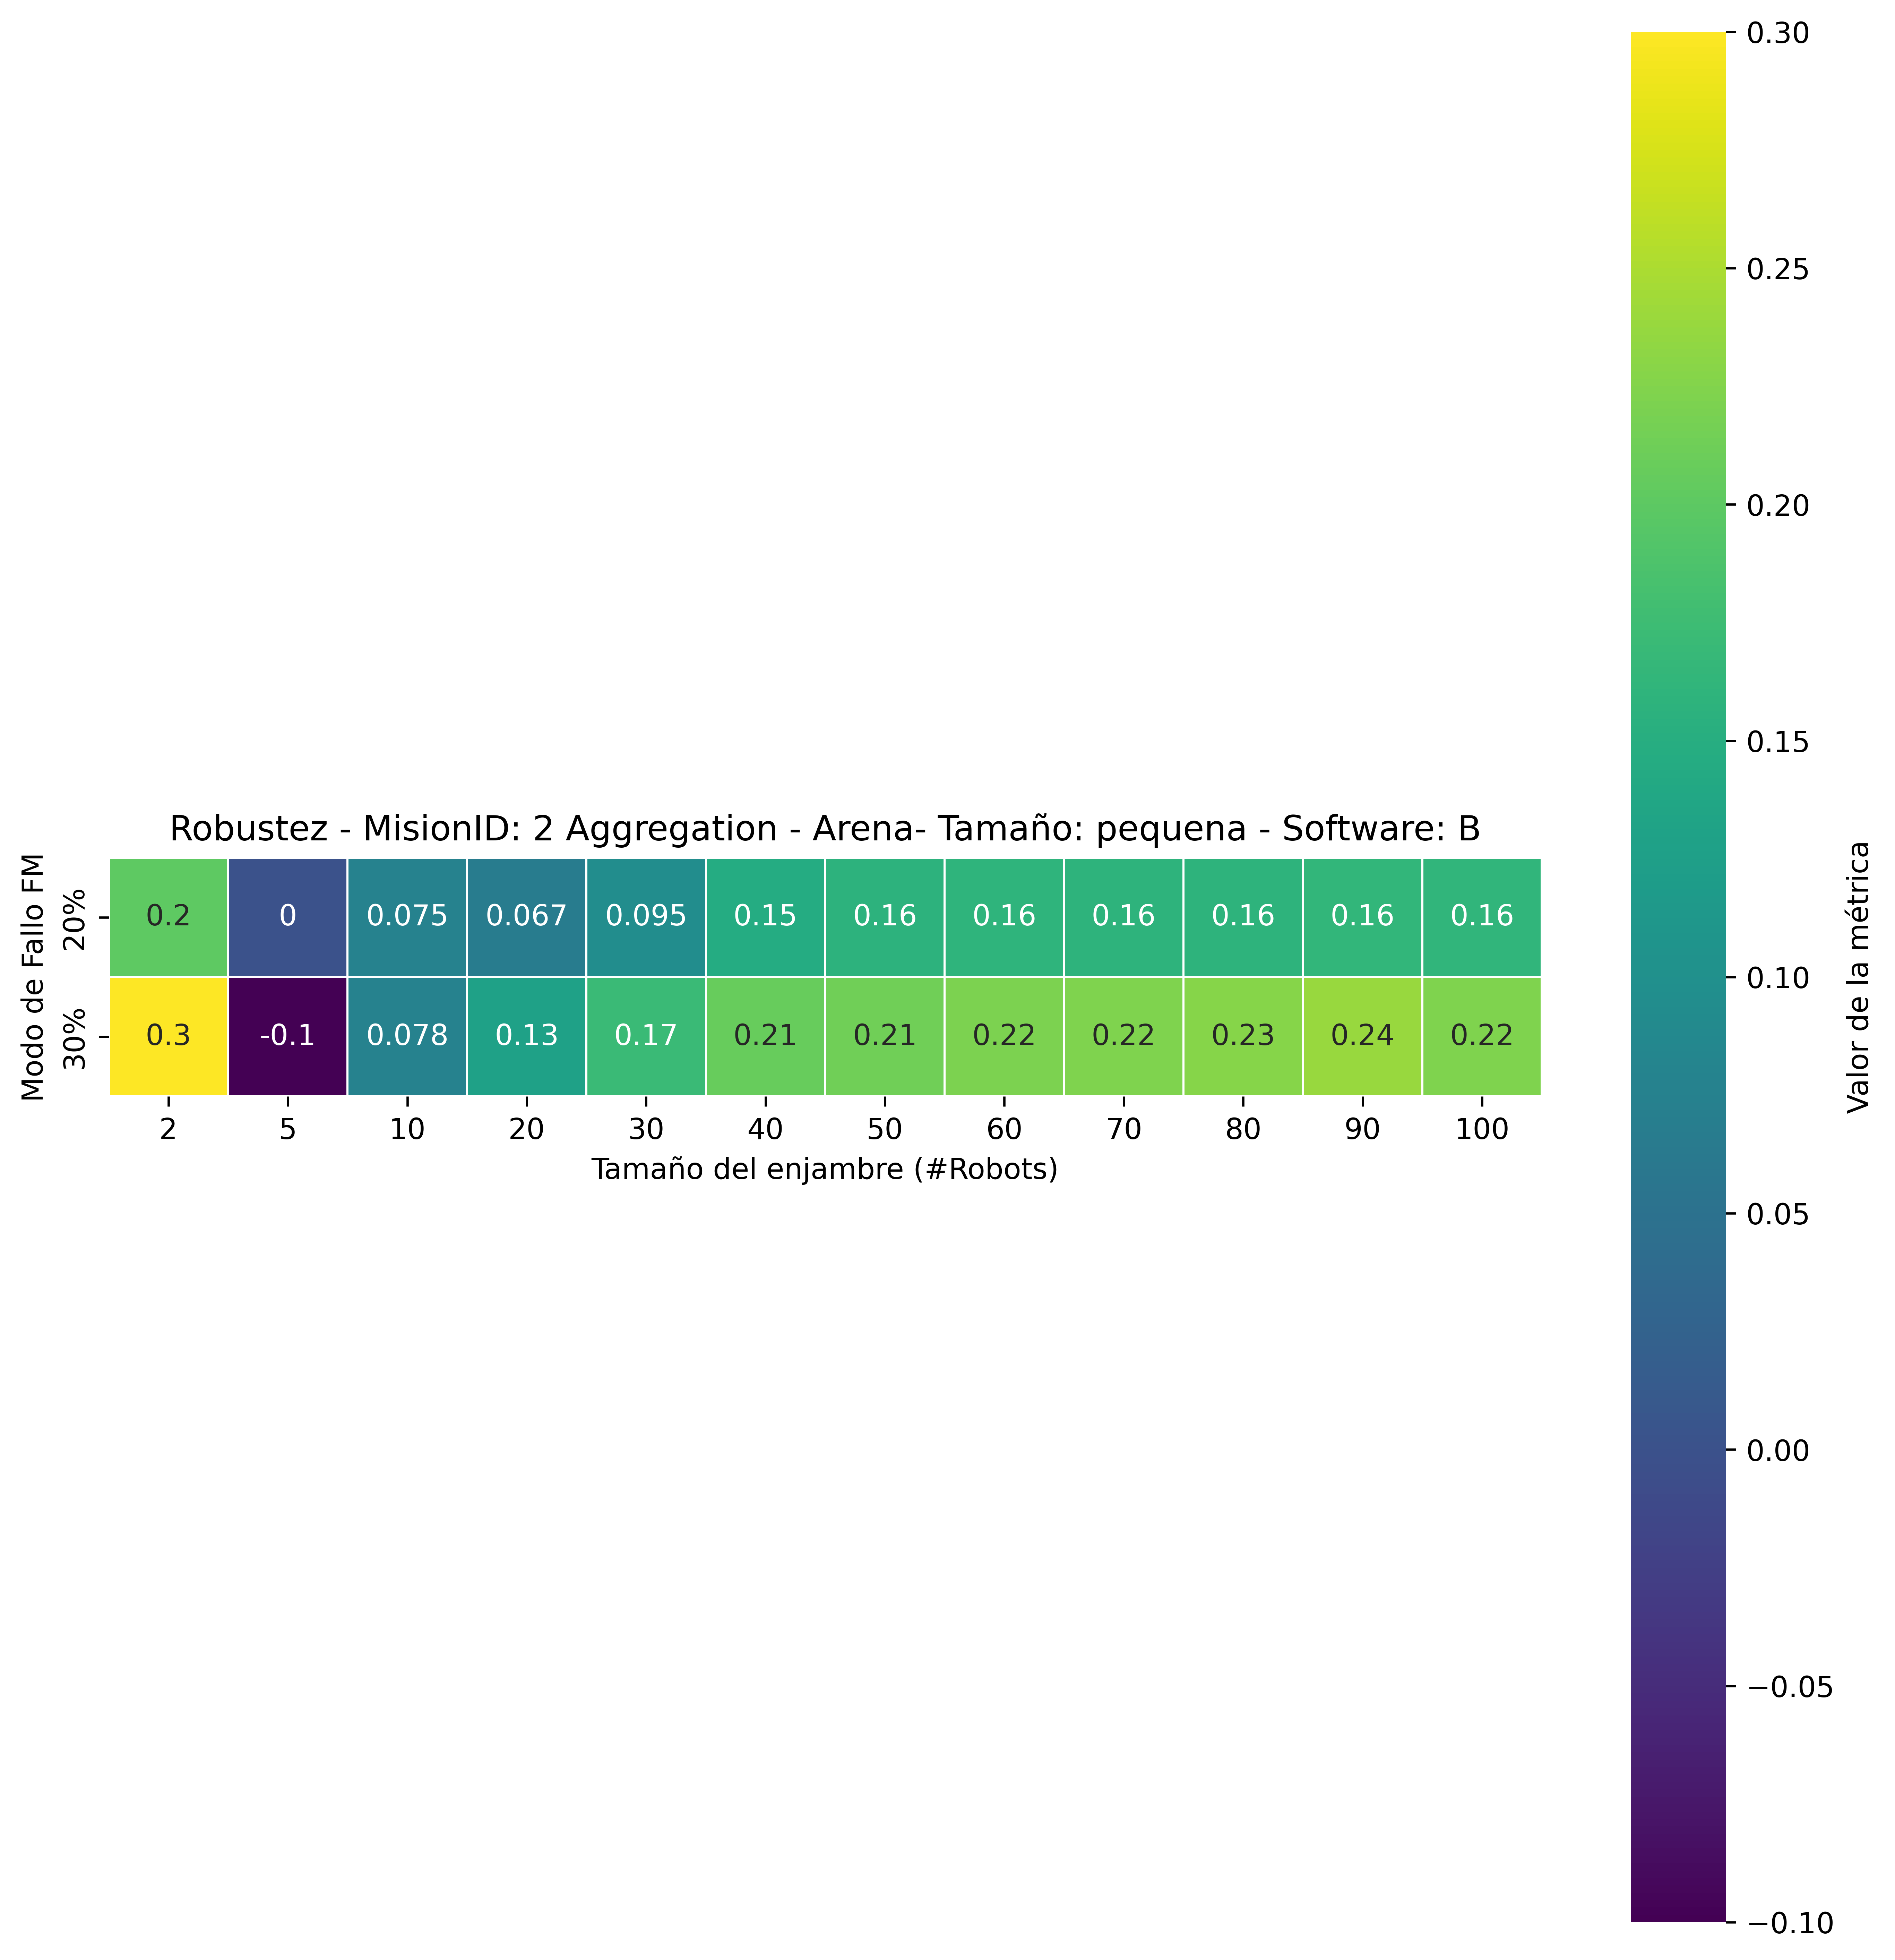 Robustez - MisionID: 2 Aggregation - Arena- Tamaño: pequena - Software: B
Modo de Fallo FM
20%
0.2 0 0.075 0.067 0.095 0.15 0.16 0.16 0.16 0.16 0.16 0.16
30%
0.3 -0.1 0.078 0.13 0.17 0.21 0.21 0.22 0.22 0.23 0.24 0.22
2 5 10 20 30 40 50 60 70 80 90 100
Tamaño del enjambre (#Robots)
0.30
0.25
0.20
0.15
0.10
0.05
0.00
−0.05
−0.10
Valor de la métrica